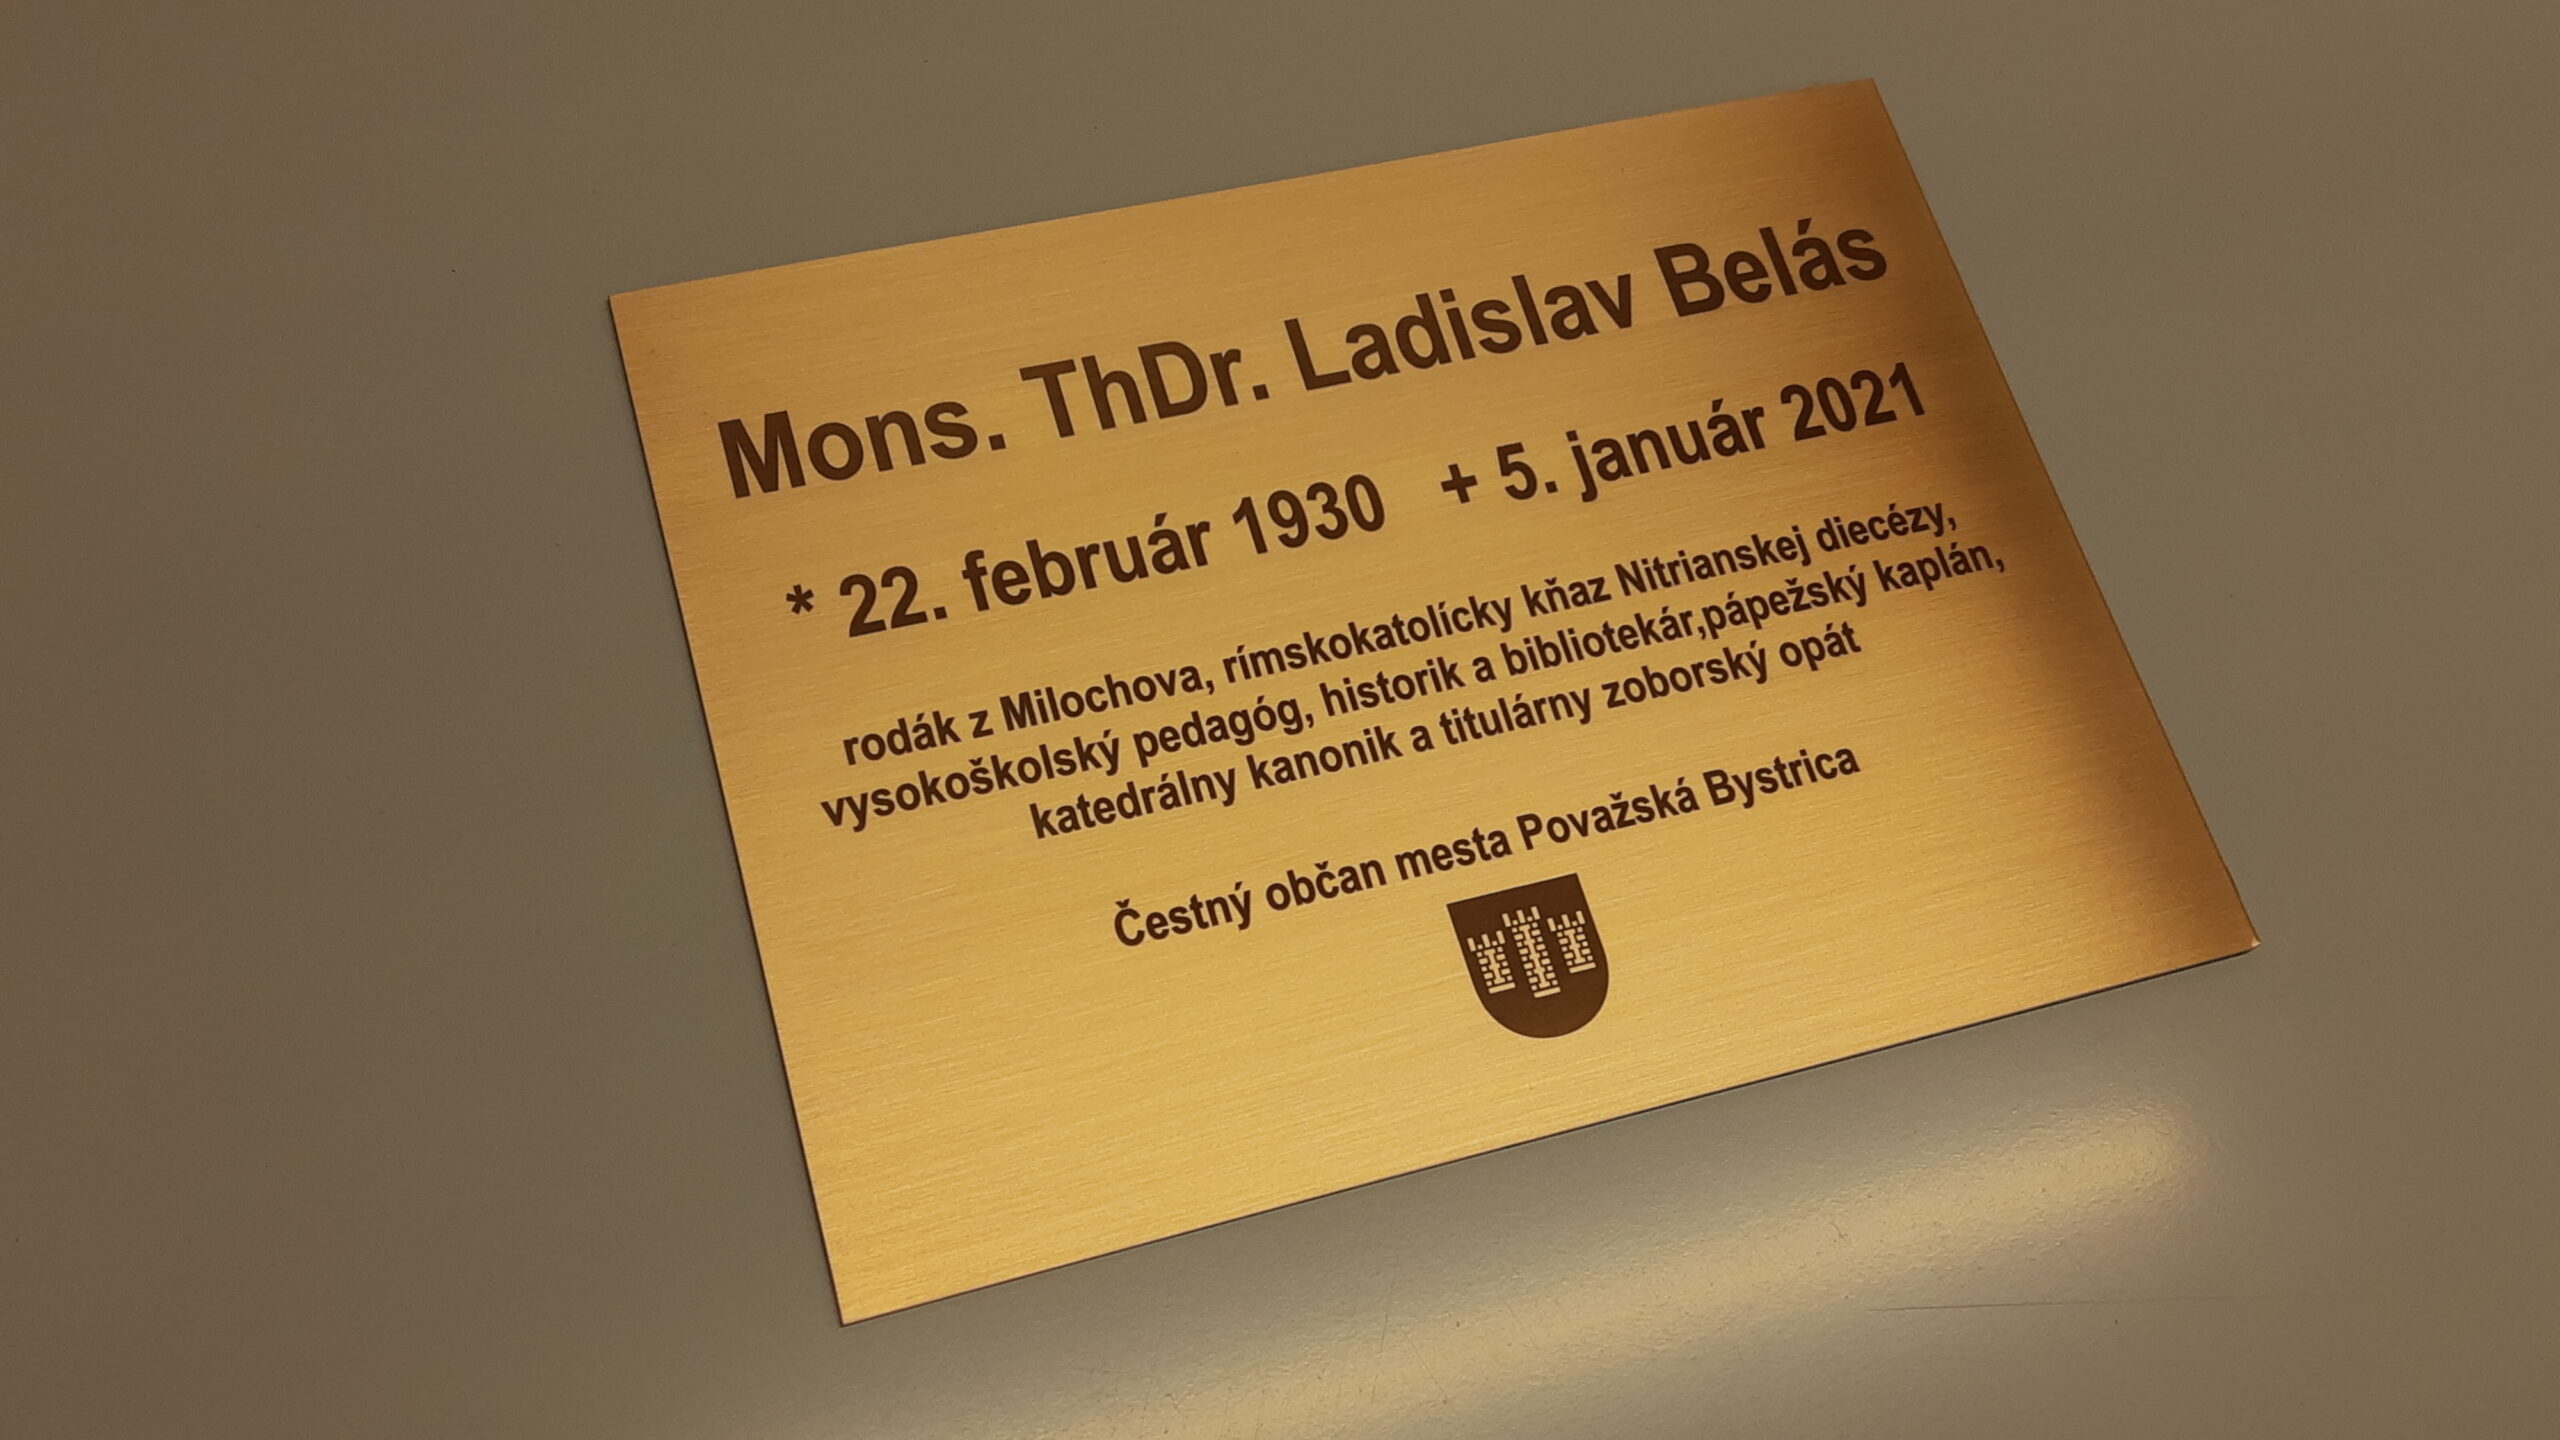 Mons. ThDr. Ladislav Belás
* 22. február 1930 + 5. január 2021
rodák z Milochova, rímskokatolícky kňaz Nitrianskej diecézy,
vysokoškolský pedagóg, historik a bibliotekár,pápežský kaplán,
katedrálny kanonik a titulárny zoborský opát
Čestný občan mesta Považská Bystrica